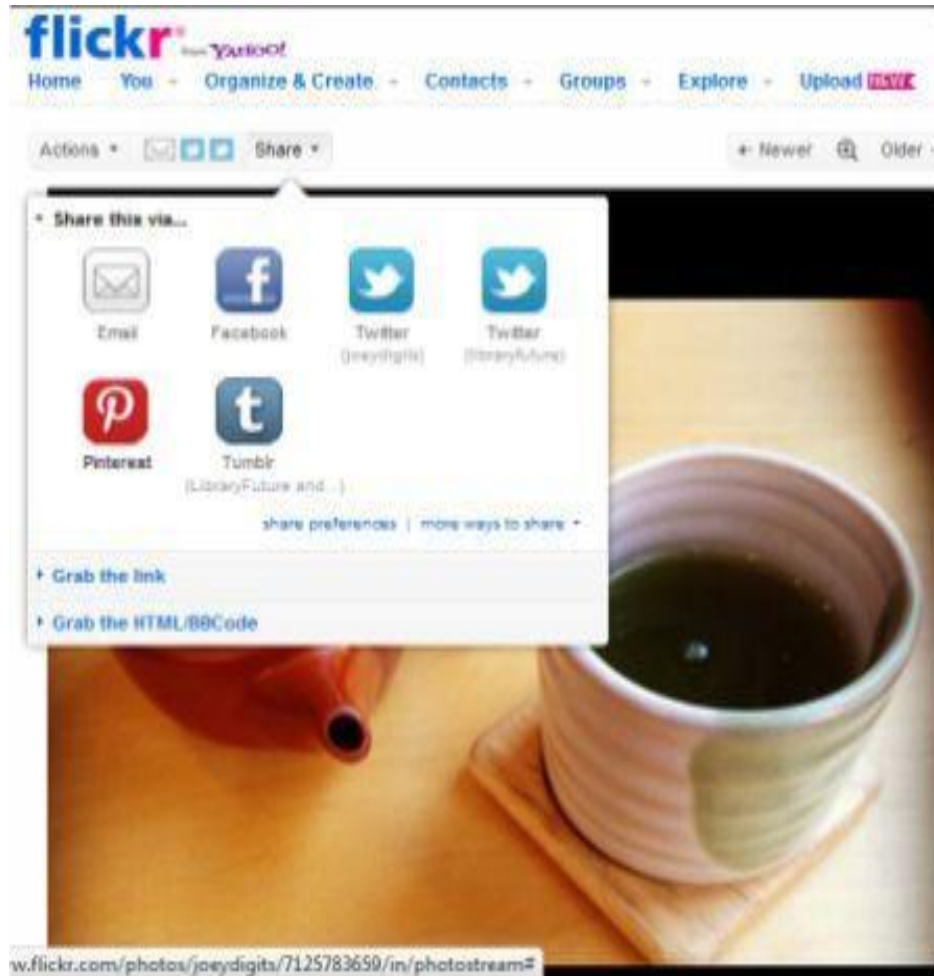 flickr from YAHOO!
Home You Organize & Create Contacts Groups Explore Upload NEW
Actions Share Newer Older
Share this via...
Email Facebook Twitter Twitter
(joeydigits) (libraryfuture)
Pinterest Tumblr
(LibraryFuture and...)
share preferences | more ways to share
Grab the link
Grab the HTML/BBCode
w.flickr.com/photos/joeydigits/7125783659/in/photostream#